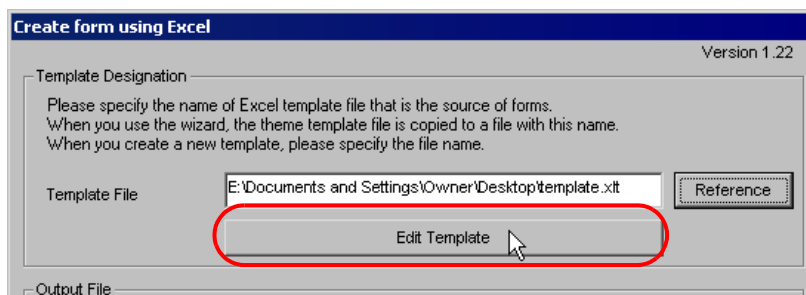 Create form using Excel
Version 1.22
Template Designation
Please specify the name of Excel template file that is the source of forms.
When you use the wizard, the theme template file is copied to a file with this name.
When you create a new template, please specify the file name.
Template File
E:\Documents and Settings\Owner\Desktop\template.xlt
Reference
Edit Template
Output File